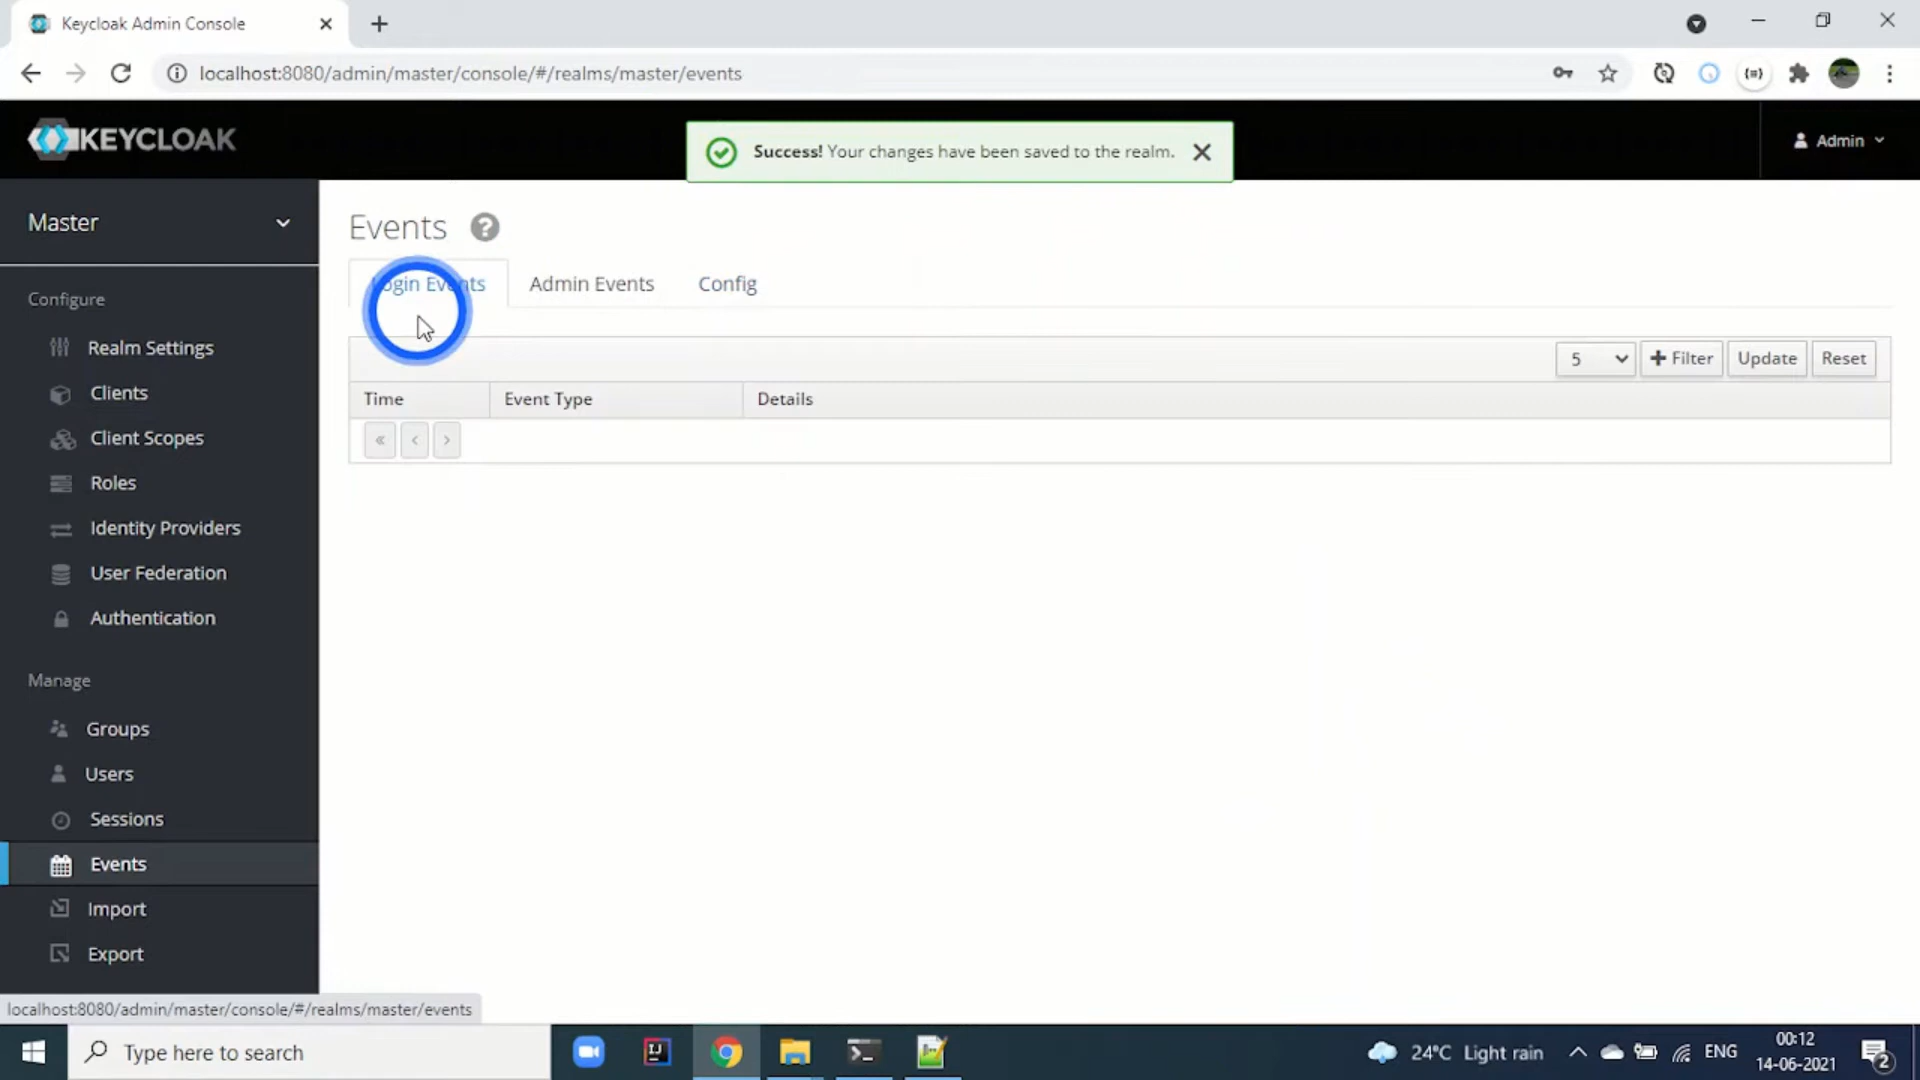 Keycloak Admin Console
localhost:8080/admin/master/console/#/realms/master/events
KEYCLOAK
Success! Your changes have been saved to the realm.
Admin
Master
Events
Login Events
Admin Events
Config
Configure
Realm Settings
Clients
Client Scopes
Roles
Identity Providers
User Federation
Authentication
Manage
Groups
Users
Sessions
Events
Import
Export
5
Filter
Update
Reset
Time
Event Type
Details
localhost:8080/admin/master/console/#/realms/master/events
Type here to search
24°C Light rain
ENG
00:12
14-06-2021
2